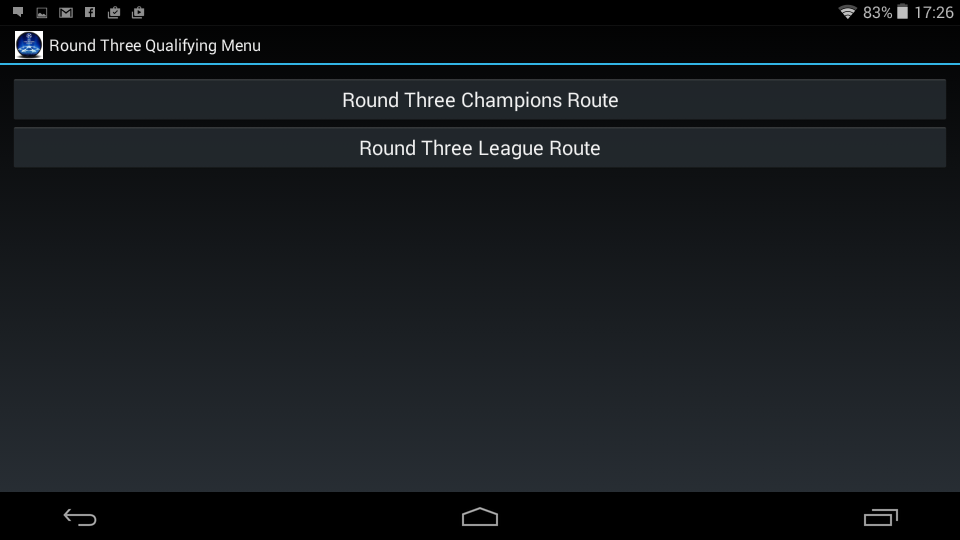 83% 17:26
Round Three Qualifying Menu
Round Three Champions Route
Round Three League Route